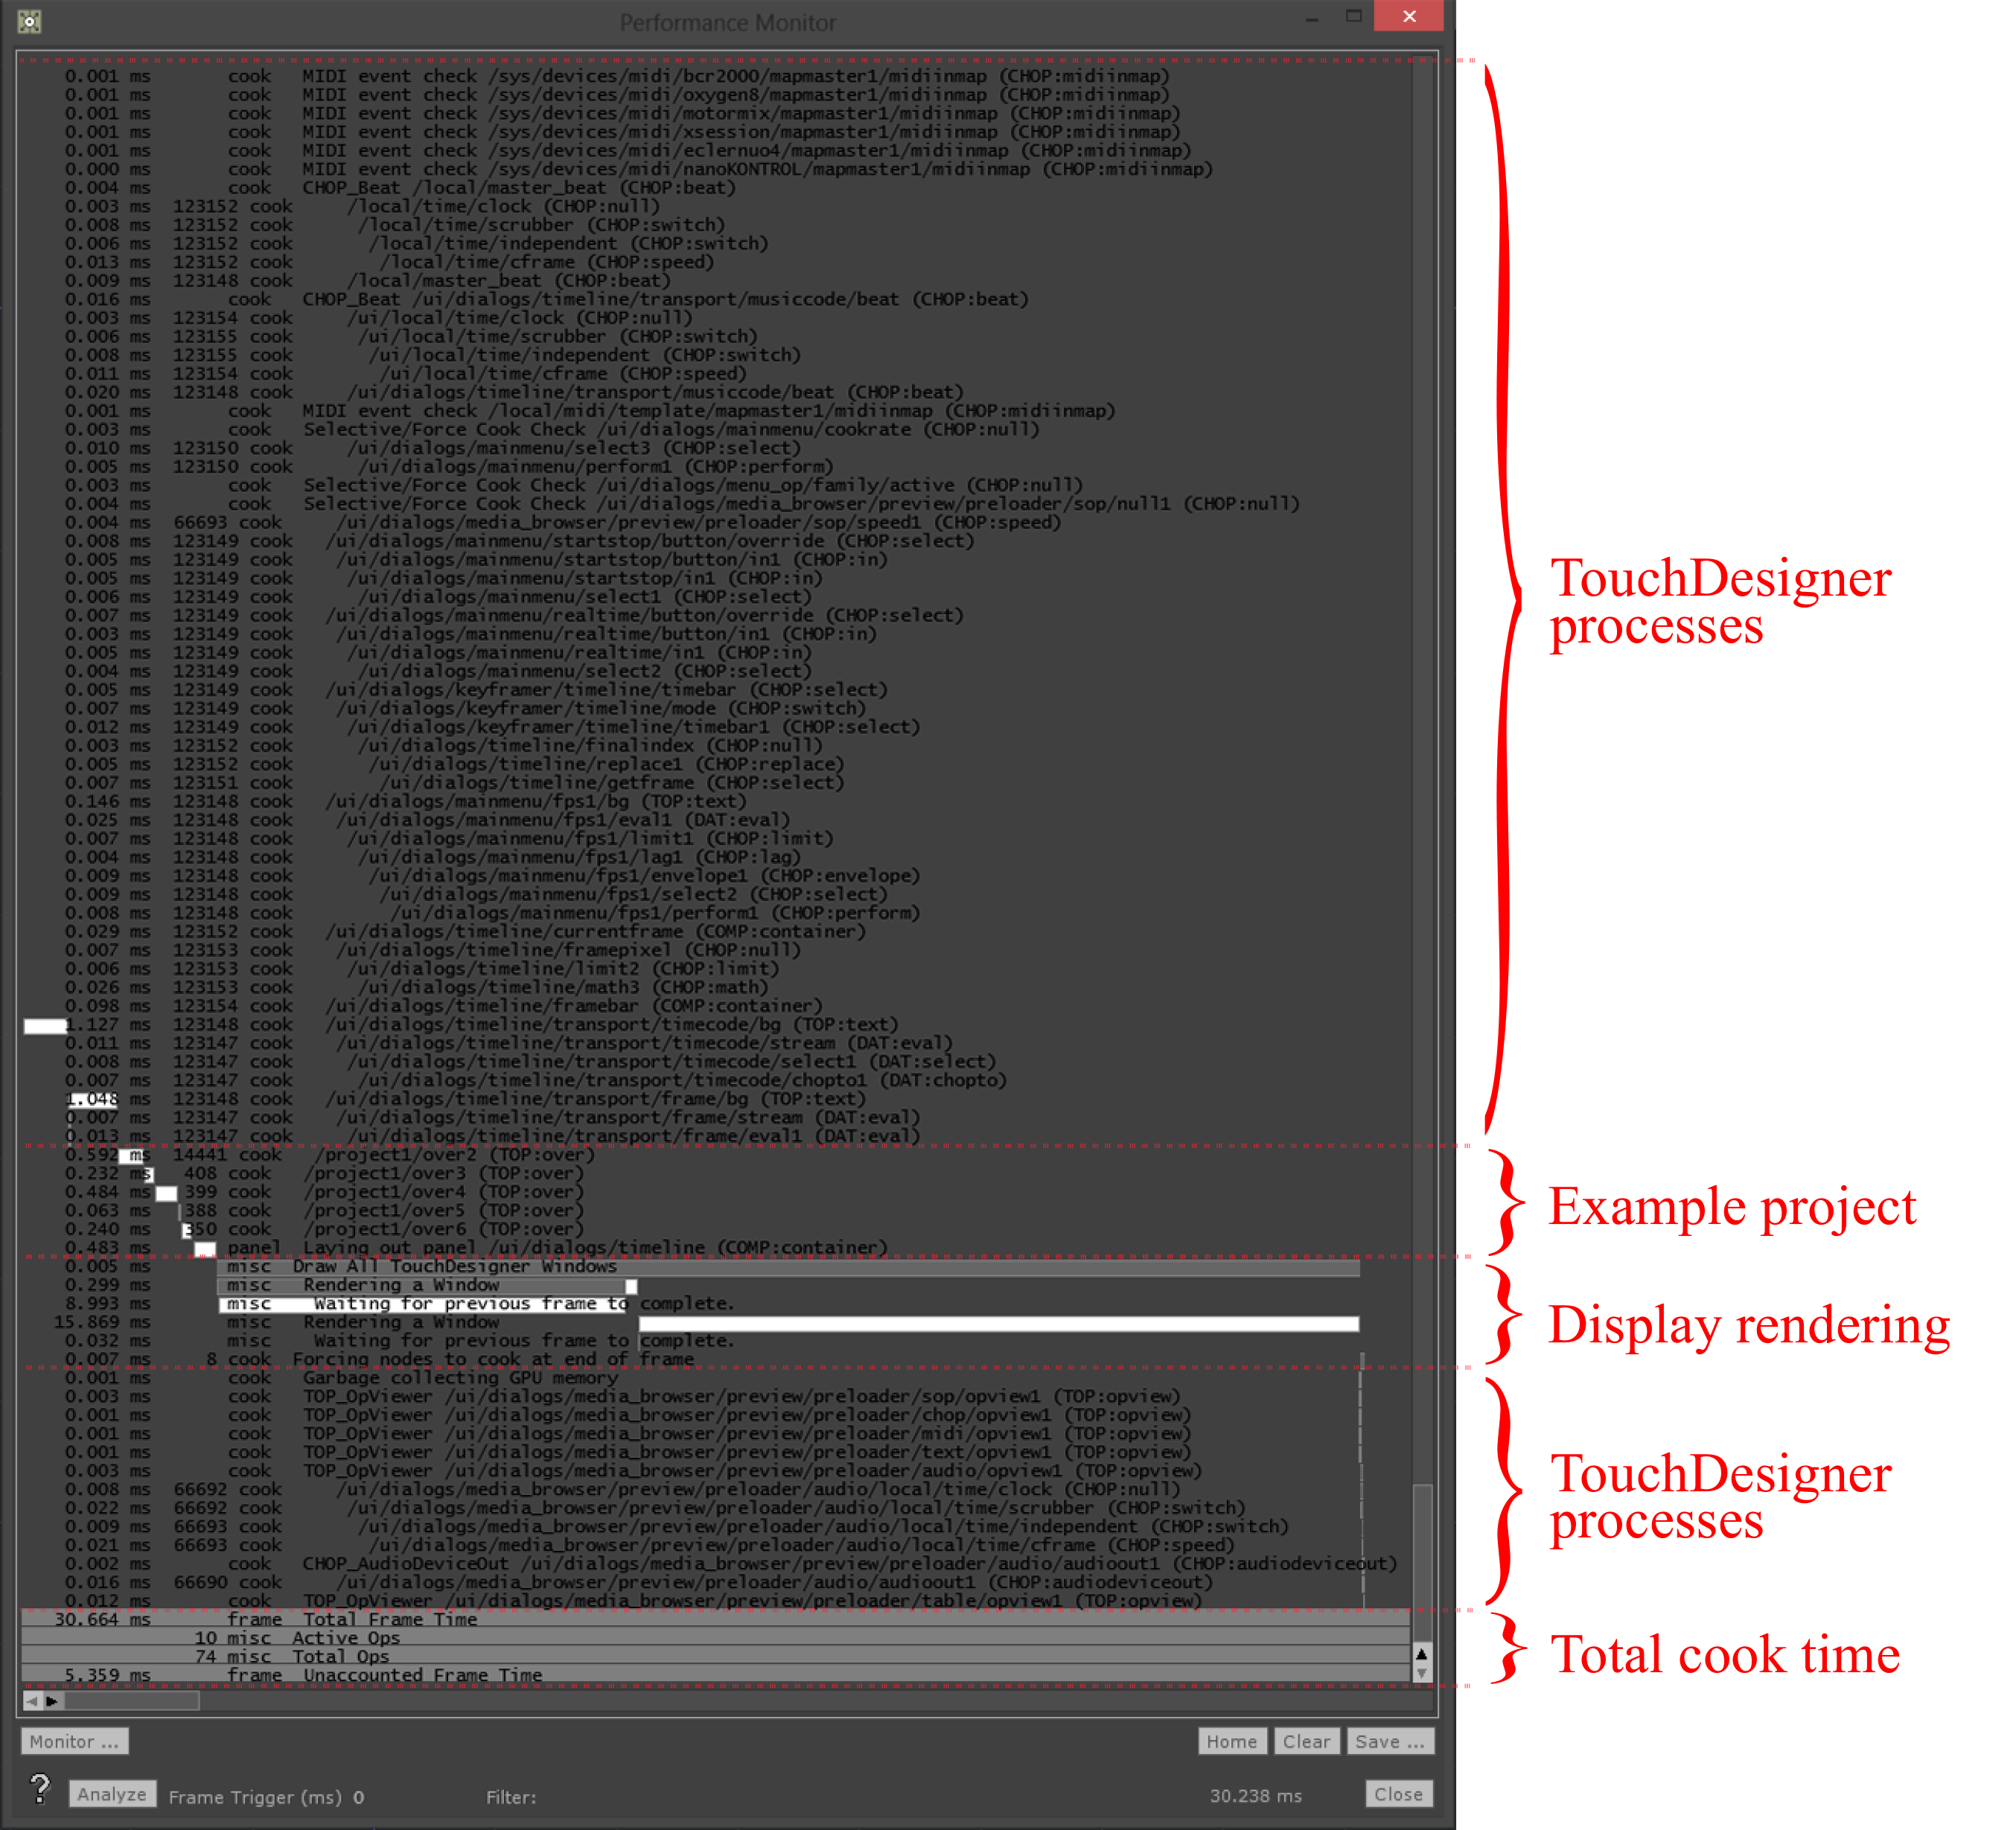 Performance Monitor
0.001 ms cook MIDI event check /sys/devices/midi/bcr2000/mapmaster1/midiinmap (CHOP:midiinmap)
0.001 ms cook MIDI event check /sys/devices/midi/oxygen8/mapmaster1/midiinmap (CHOP:midiinmap)
0.001 ms cook MIDI event check /sys/devices/midi/motormix/mapmaster1/midiinmap (CHOP:midiinmap)
0.001 ms cook MIDI event check /sys/devices/midi/xsession/mapmaster1/midiinmap (CHOP:midiinmap)
0.001 ms cook MIDI event check /sys/devices/midi/eclernuo4/mapmaster1/midiinmap (CHOP:midiinmap)
0.000 ms cook MIDI event check /sys/devices/midi/nanoKONTROL/mapmaster1/midiinmap (CHOP:midiinmap)
0.004 ms cook CHOP_Beat /local/master_beat (CHOP:beat)
0.003 ms 123152 cook /local/time/clock (CHOP:null)
0.008 ms 123152 cook /local/time/scrubber (CHOP:switch)
0.006 ms 123152 cook /local/time/independent (CHOP:switch)
0.013 ms 123152 cook /local/time/cframe (CHOP:speed)
0.009 ms 123148 cook /local/master_beat (CHOP:beat)
0.016 ms cook CHOP_Beat /ui/dialogs/timeline/transport/musiccode/beat (CHOP:beat)
0.003 ms 123154 cook /ui/local/time/clock (CHOP:null)
0.006 ms 123155 cook /ui/local/time/scrubber (CHOP:switch)
0.008 ms 123155 cook /ui/local/time/independent (CHOP:switch)
0.011 ms 123154 cook /ui/local/time/cframe (CHOP:speed)
0.020 ms 123148 cook /ui/dialogs/timeline/transport/musiccode/beat (CHOP:beat)
0.001 ms cook MIDI event check /local/midi/template/mapmaster1/midiinmap (CHOP:midiinmap)
0.003 ms cook Selective/Force Cook Check /ui/dialogs/mainmenu/cookrate (CHOP:null)
0.010 ms 123150 cook /ui/dialogs/mainmenu/select3 (CHOP:select)
0.005 ms 123150 cook /ui/dialogs/mainmenu/perform1 (CHOP:perform)
0.003 ms cook Selective/Force Cook Check /ui/dialogs/menu_op/family/active (CHOP:null)
0.004 ms cook Selective/Force Cook Check /ui/dialogs/media_browser/preview/preloader/sop/null1 (CHOP:null)
0.004 ms 66693 cook /ui/dialogs/media_browser/preview/preloader/sop/speed1 (CHOP:speed)
0.008 ms 123149 cook /ui/dialogs/mainmenu/startstop/button/override (CHOP:select)
0.005 ms 123149 cook /ui/dialogs/mainmenu/startstop/button/in1 (CHOP:in)
0.005 ms 123149 cook /ui/dialogs/mainmenu/startstop/in1 (CHOP:in)
0.006 ms 123149 cook /ui/dialogs/mainmenu/select1 (CHOP:select)
0.007 ms 123149 cook /ui/dialogs/mainmenu/realtime/button/override (CHOP:select)
0.003 ms 123149 cook /ui/dialogs/mainmenu/realtime/button/in1 (CHOP:in)
0.005 ms 123149 cook /ui/dialogs/mainmenu/realtime/in1 (CHOP:in)
0.004 ms 123149 cook /ui/dialogs/mainmenu/select2 (CHOP:select)
0.005 ms 123149 cook /ui/dialogs/keyframer/timeline/timebar (CHOP:select)
0.007 ms 123149 cook /ui/dialogs/keyframer/timeline/mode (CHOP:switch)
0.012 ms 123149 cook /ui/dialogs/keyframer/timeline/timebar1 (CHOP:select)
0.003 ms 123152 cook /ui/dialogs/timeline/finalindex (CHOP:null)
0.005 ms 123152 cook /ui/dialogs/timeline/replace1 (CHOP:replace)
0.007 ms 123151 cook /ui/dialogs/timeline/getframe (CHOP:select)
0.146 ms 123148 cook /ui/dialogs/mainmenu/fps1/bg (TOP:text)
0.025 ms 123148 cook /ui/dialogs/mainmenu/fps1/eval1 (DAT:eval)
0.007 ms 123148 cook /ui/dialogs/mainmenu/fps1/limit1 (CHOP:limit)
0.004 ms 123148 cook /ui/dialogs/mainmenu/fps1/lag1 (CHOP:lag)
0.009 ms 123148 cook /ui/dialogs/mainmenu/fps1/envelope1 (CHOP:envelope)
0.009 ms 123148 cook /ui/dialogs/mainmenu/fps1/select2 (CHOP:select)
0.008 ms 123148 cook /ui/dialogs/mainmenu/fps1/perform1 (CHOP:perform)
0.029 ms 123152 cook /ui/dialogs/timeline/currentframe (COMP:container)
0.007 ms 123153 cook /ui/dialogs/timeline/framepixel (CHOP:null)
0.006 ms 123153 cook /ui/dialogs/timeline/limit2 (CHOP:limit)
0.026 ms 123153 cook /ui/dialogs/timeline/math3 (CHOP:math)
0.098 ms 123154 cook /ui/dialogs/timeline/framebar (COMP:container)
1.127 ms 123148 cook /ui/dialogs/timeline/transport/timecode/bg (TOP:text)
0.011 ms 123147 cook /ui/dialogs/timeline/transport/timecode/stream (DAT:eval)
0.008 ms 123147 cook /ui/dialogs/timeline/transport/timecode/select1 (DAT:select)
0.007 ms 123147 cook /ui/dialogs/timeline/transport/timecode/chopto1 (DAT:chopto)
1.048 ms 123148 cook /ui/dialogs/timeline/transport/frame/bg (TOP:text)
0.007 ms 123147 cook /ui/dialogs/timeline/transport/frame/stream (DAT:eval)
0.013 ms 123147 cook /ui/dialogs/timeline/transport/frame/eval1 (DAT:eval)
TouchDesigner
processes
0.592 ms 14441 cook /project1/over2 (TOP:over)
0.232 ms 408 cook /project1/over3 (TOP:over)
0.484 ms 399 cook /project1/over4 (TOP:over)
0.063 ms 388 cook /project1/over5 (TOP:over)
0.240 ms 350 cook /project1/over6 (TOP:over)
0.483 ms panel Laying out panel /ui/dialogs/timeline (COMP:container)
Example project
0.005 ms misc Draw All TouchDesigner Windows
0.299 ms misc Rendering a Window
8.993 ms misc Waiting for previous frame to complete.
15.869 ms misc Rendering a Window
0.032 ms misc Waiting for previous frame to complete.
0.007 ms 8 cook Forcing nodes to cook at end of frame
Display rendering
0.001 ms cook Garbage collecting GPU memory
0.003 ms cook TOP_OpViewer /ui/dialogs/media_browser/preview/preloader/sop/opview1 (TOP:opview)
0.001 ms cook TOP_OpViewer /ui/dialogs/media_browser/preview/preloader/chop/opview1 (TOP:opview)
0.001 ms cook TOP_OpViewer /ui/dialogs/media_browser/preview/preloader/midi/opview1 (TOP:opview)
0.001 ms cook TOP_OpViewer /ui/dialogs/media_browser/preview/preloader/text/opview1 (TOP:opview)
0.003 ms cook TOP_OpViewer /ui/dialogs/media_browser/preview/preloader/audio/opview1 (TOP:opview)
0.008 ms 66692 cook /ui/dialogs/media_browser/preview/preloader/audio/local/time/clock (CHOP:null)
0.022 ms 66692 cook /ui/dialogs/media_browser/preview/preloader/audio/local/time/scrubber (CHOP:switch)
0.009 ms 66693 cook /ui/dialogs/media_browser/preview/preloader/audio/local/time/independent (CHOP:switch)
0.021 ms 66693 cook /ui/dialogs/media_browser/preview/preloader/audio/local/time/cframe (CHOP:speed)
0.002 ms cook CHOP_AudioDeviceOut /ui/dialogs/media_browser/preview/preloader/audio/audioout1 (CHOP:audiodeviceout)
0.016 ms 66690 cook /ui/dialogs/media_browser/preview/preloader/audio/audioout1 (CHOP:audiodeviceout)
0.012 ms cook TOP_OpViewer /ui/dialogs/media_browser/preview/preloader/table/opview1 (TOP:opview)
TouchDesigner
processes
30.664 ms frame Total Frame Time
10 misc Active Ops
74 misc Total Ops
5.359 ms frame Unaccounted Frame Time
Total cook time
Monitor ... Home Clear Save ...
? Analyze Frame Trigger (ms) 0 Filter: 30.238 ms Close